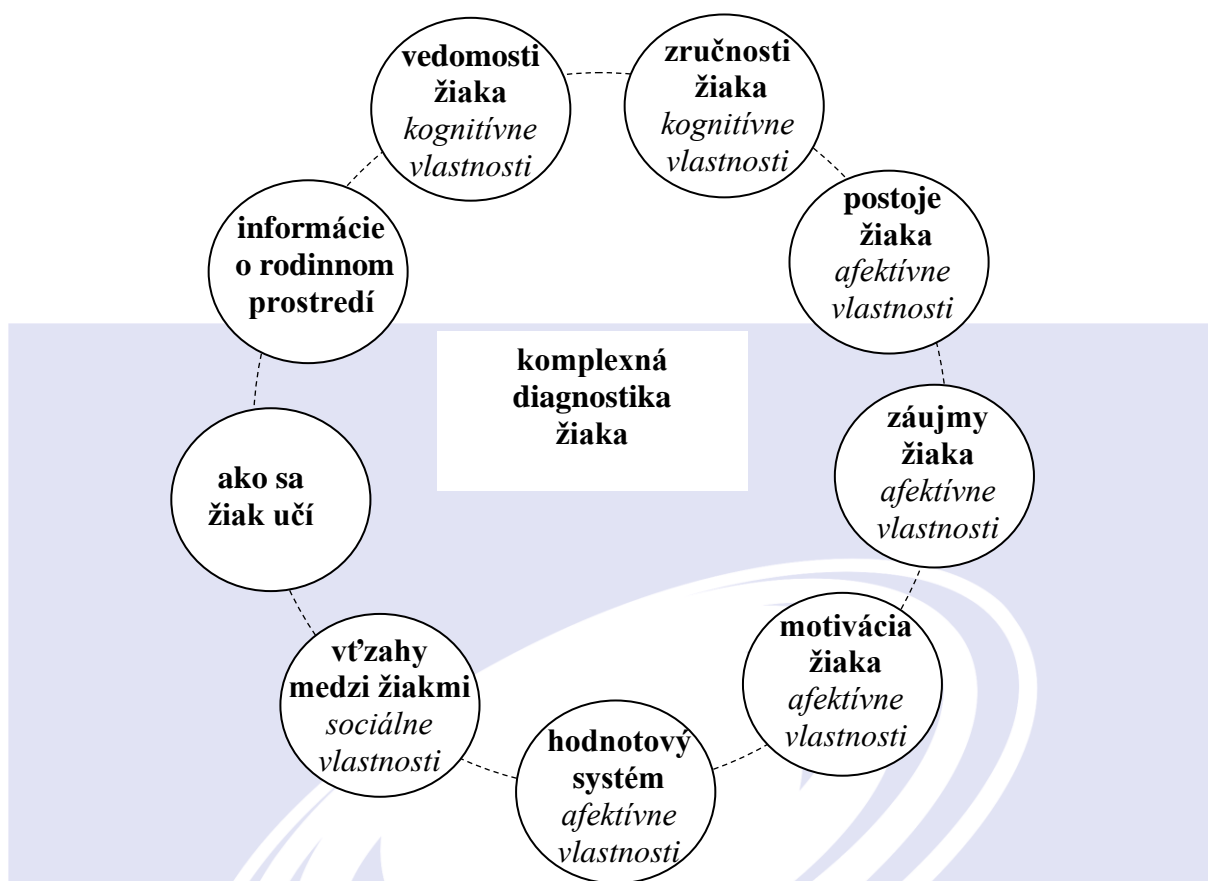 vedomosti
žiaka
kognitívne
vlastnosti
zručnosti
žiaka
kognitívne
vlastnosti
postoje
žiaka
afektívne
vlastnosti
informácie
o rodinnom
prostredí
komplexná
diagnostika
žiaka
záujmy
žiaka
afektívne
vlastnosti
ako sa
žiak učí
motivácia
žiaka
afektívne
vlastnosti
vťzahy
medzi žiakmi
sociálne
vlastnosti
hodnotový
systém
afektívne
vlastnosti